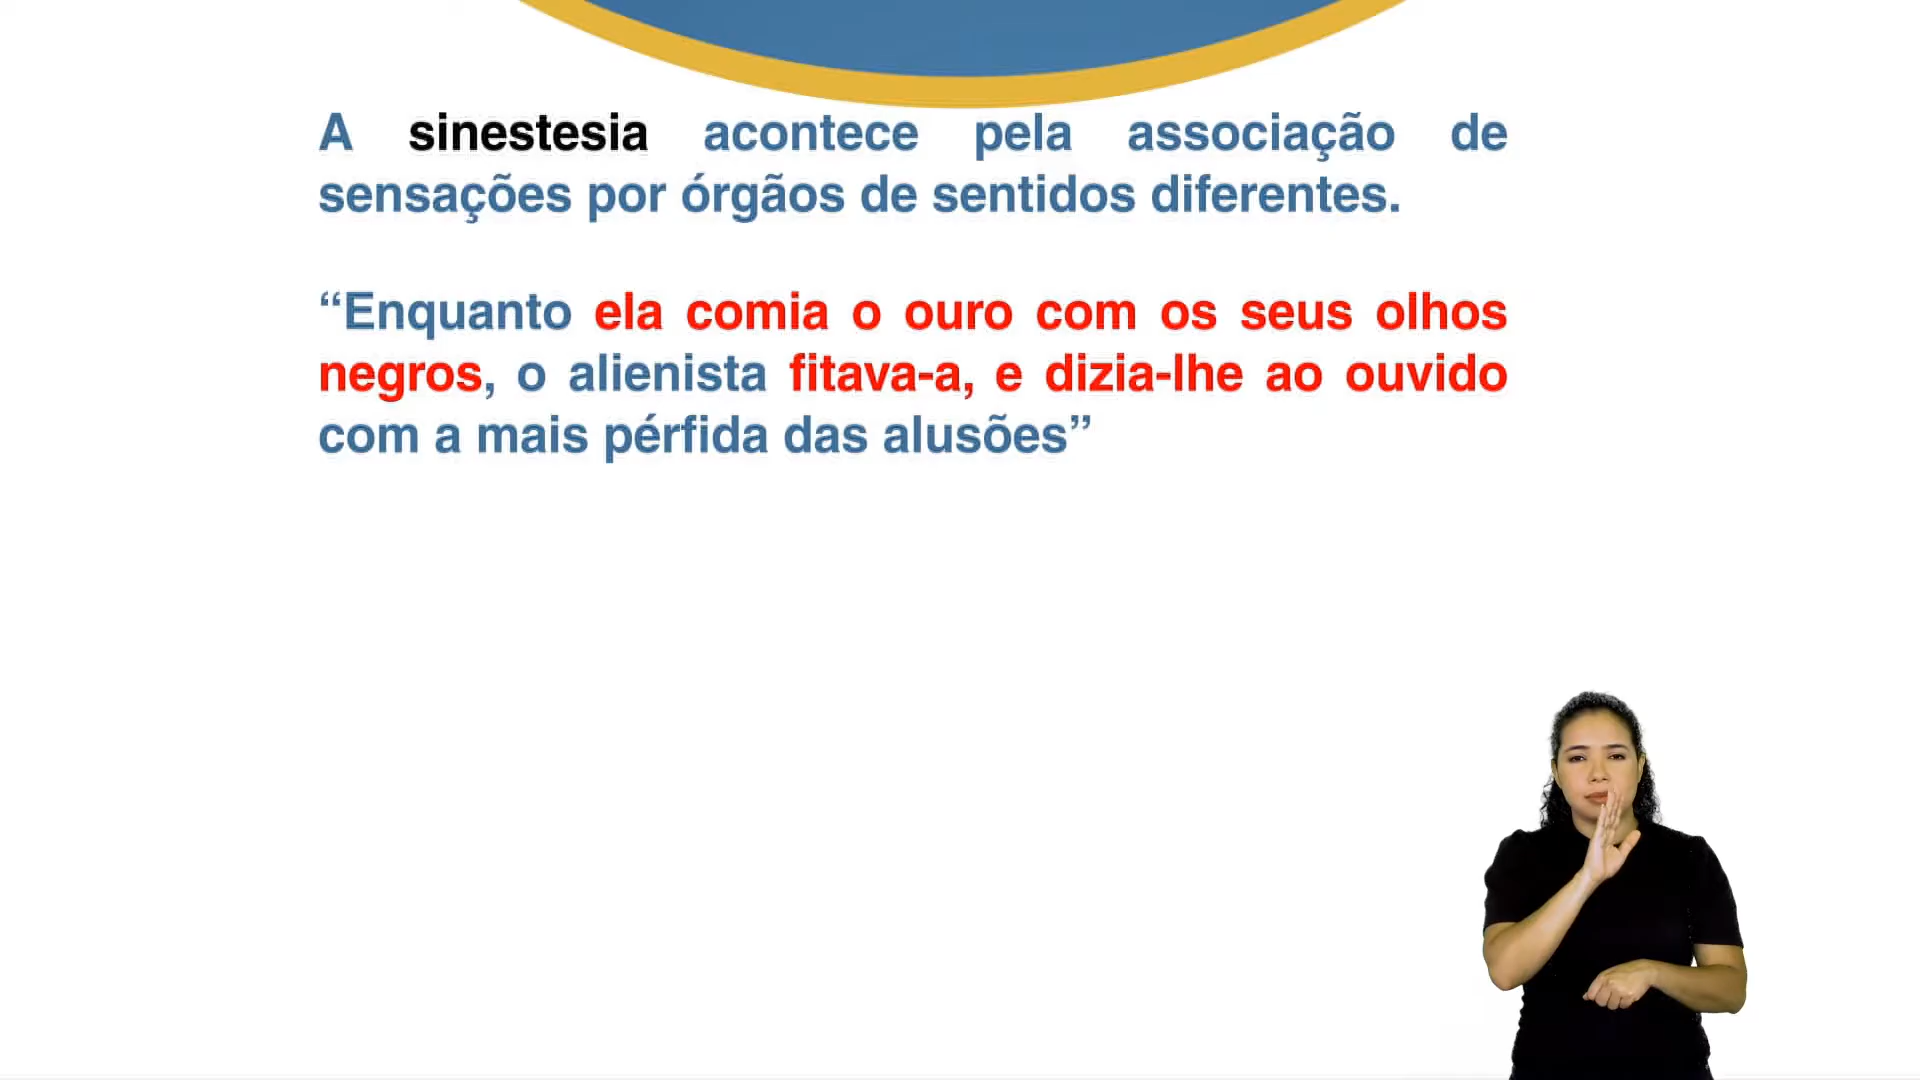 A sinestesia acontece pela associação de
sensações por órgãos de sentidos diferentes.
“Enquanto ela comia o ouro com os seus olhos
negros, o alienista fitava-a, e dizia-lhe ao ouvido
com a mais pérfida das alusões”